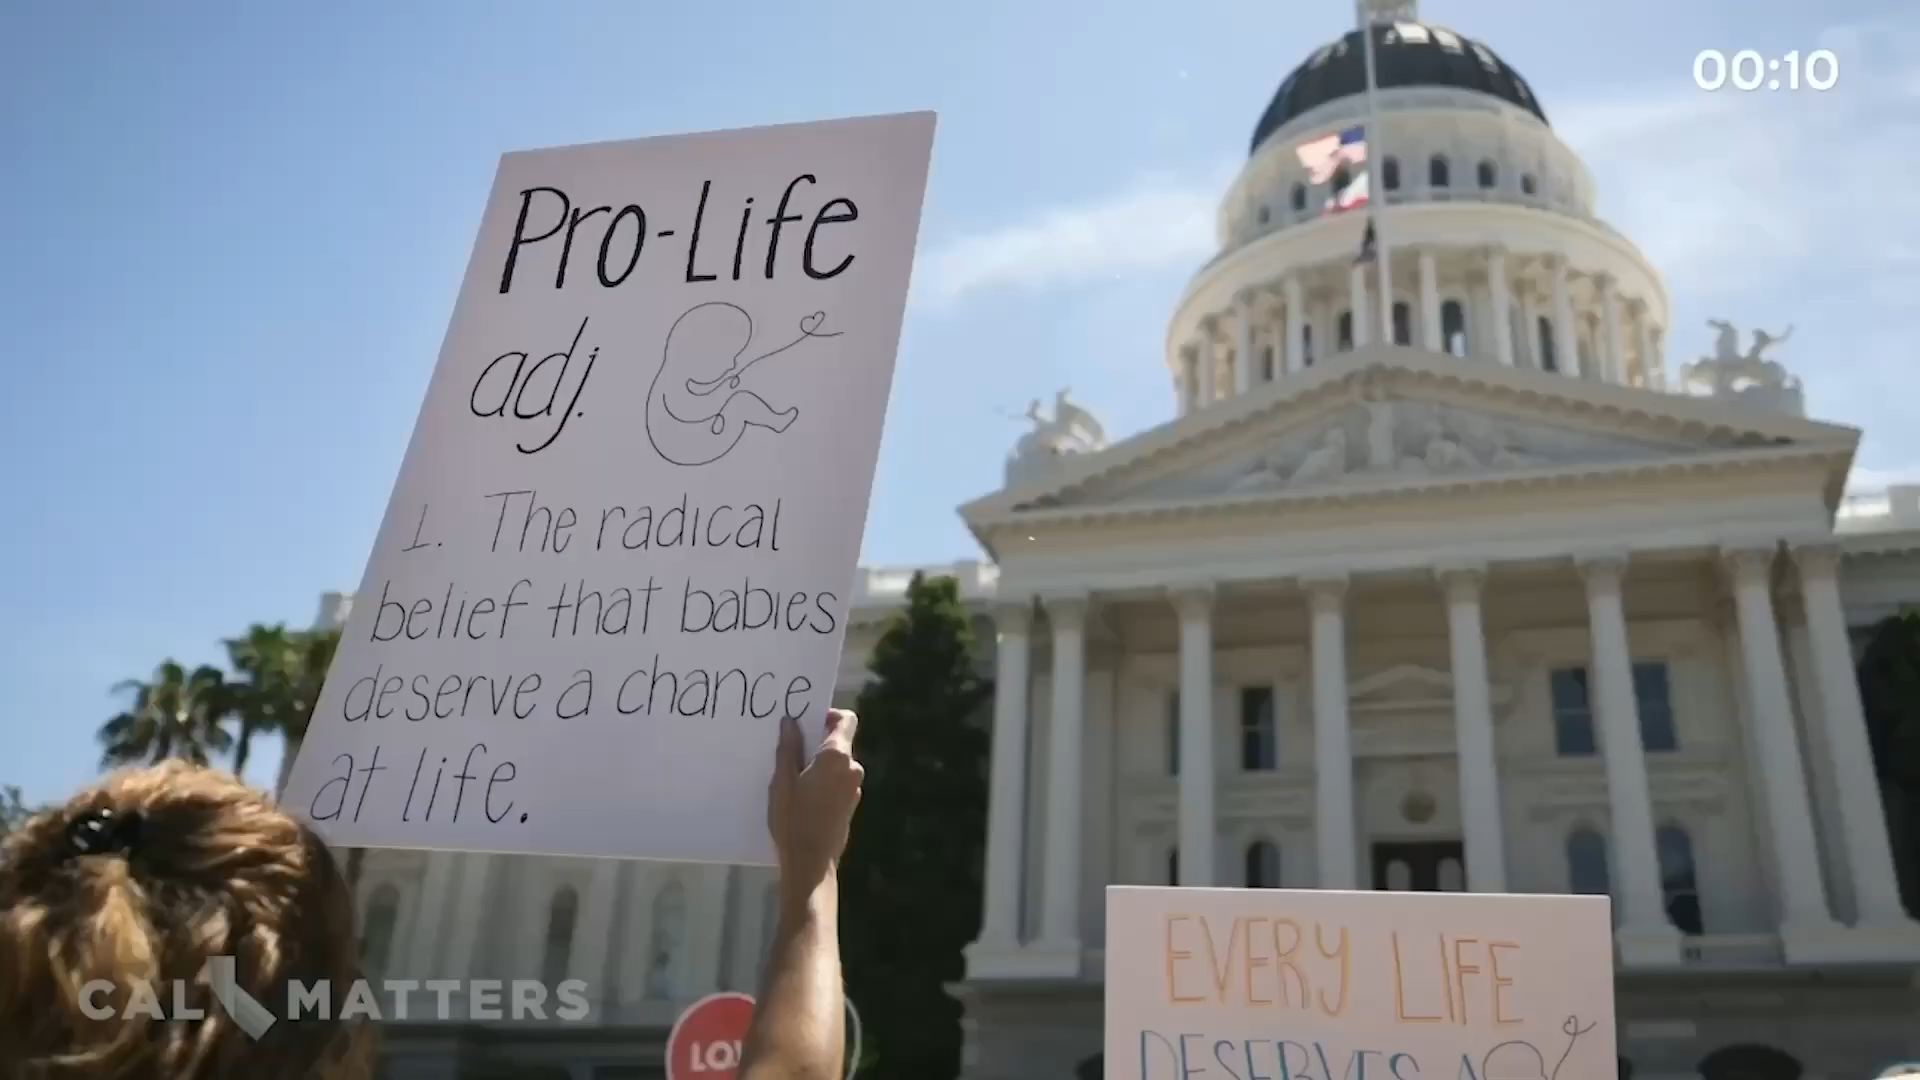 00:10
Pro-Life
adj.
1. The radical
belief that babies
deserve a chance
at life.
EVERY LIFE
DESERVES A
CAL MATTERS